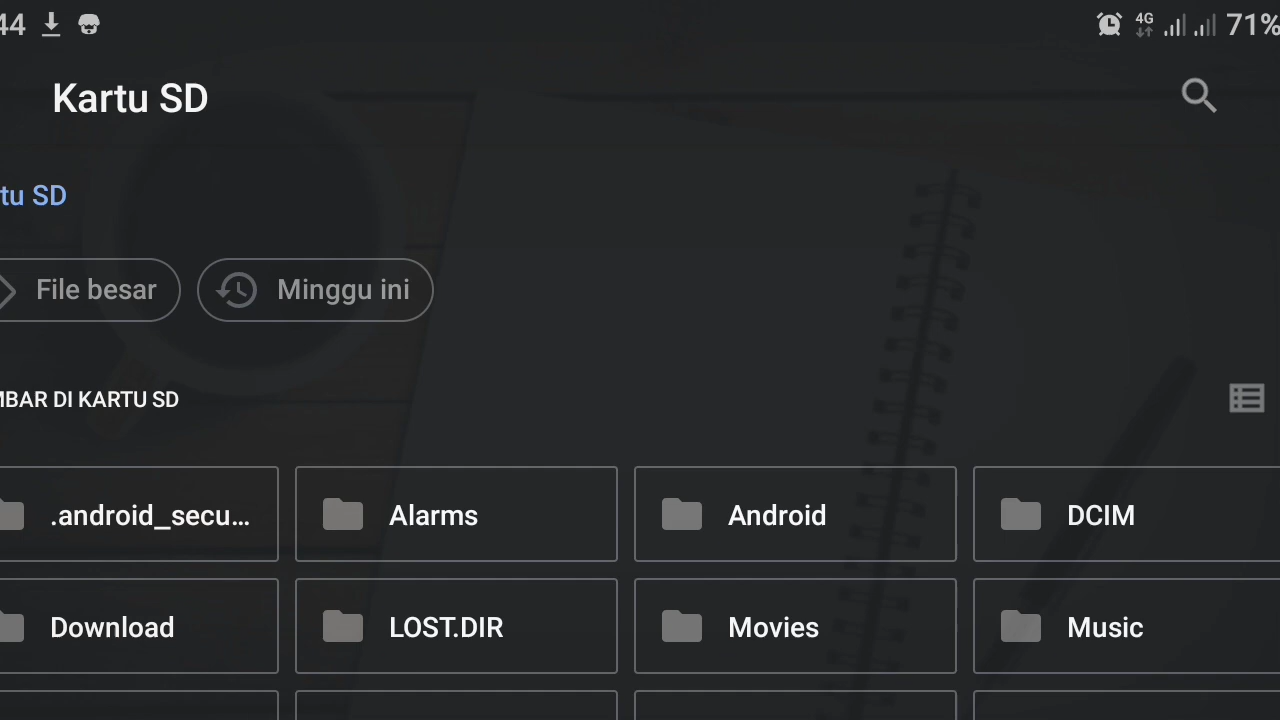 44 4G 71%
Kartu SD
tu SD
File besar Minggu ini
MBAR DI KARTU SD
.android_secu... Alarms Android DCIM
Download LOST.DIR Movies Music